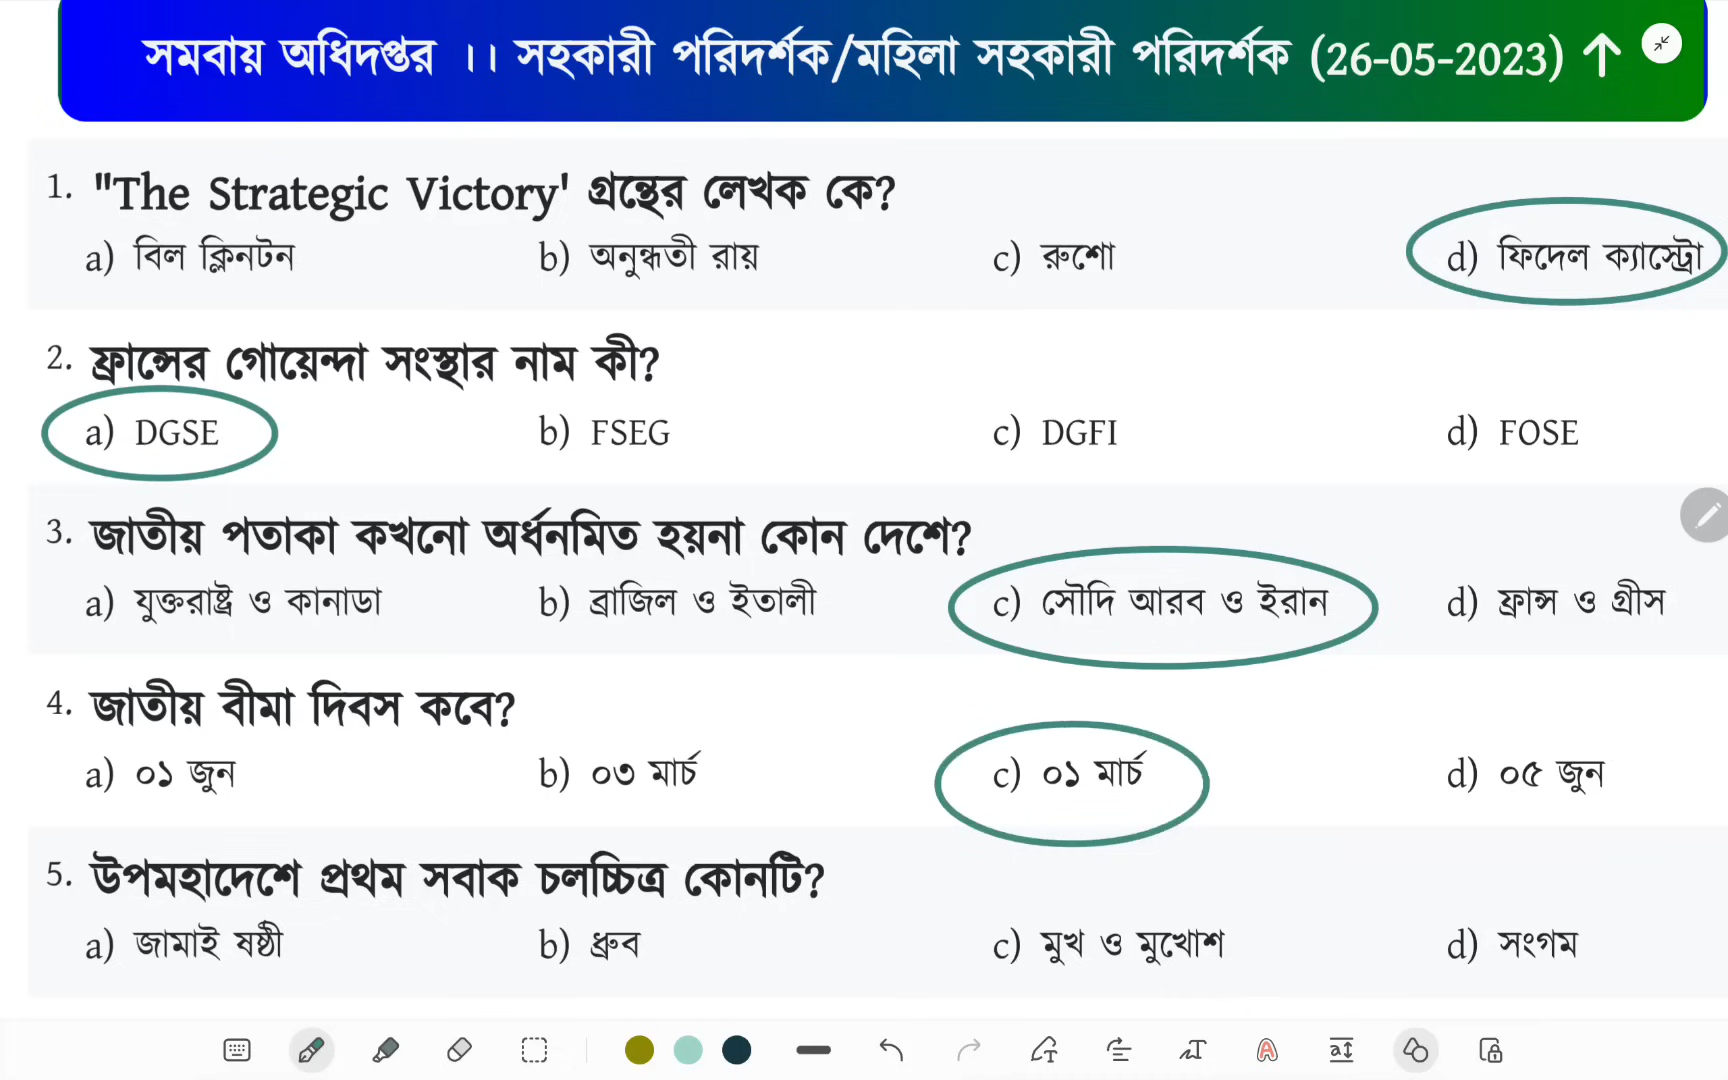 সমবায় অধিদপ্তর ।। সহকারী পরিদর্শক/মহিলা সহকারী পরিদর্শক (26-05-2023)
1. "The Strategic Victory' গ্রন্থের লেখক কে?
a) বিল ক্লিনটন b) অনুন্ধতী রায় c) রুশো d) ফিদেল ক্যাস্ট্রো
2. ফ্রান্সের গোয়েন্দা সংস্থার নাম কী?
a) DGSE b) FSEG c) DGFI d) FOSE
3. জাতীয় পতাকা কখনো অর্ধনমিত হয়না কোন দেশে?
a) যুক্তরাষ্ট্র ও কানাডা b) ব্রাজিল ও ইতালী c) সৌদি আরব ও ইরান d) ফ্রান্স ও গ্রীস
4. জাতীয় বীমা দিবস কবে?
a) ০১ জুন b) ০৩ মার্চ c) ০১ মার্চ d) ০৫ জুন
5. উপমহাদেশে প্রথম সবাক চলচ্চিত্র কোনটি?
a) জামাই ষষ্ঠী b) ধ্রুব c) মুখ ও মুখোশ d) সংগম